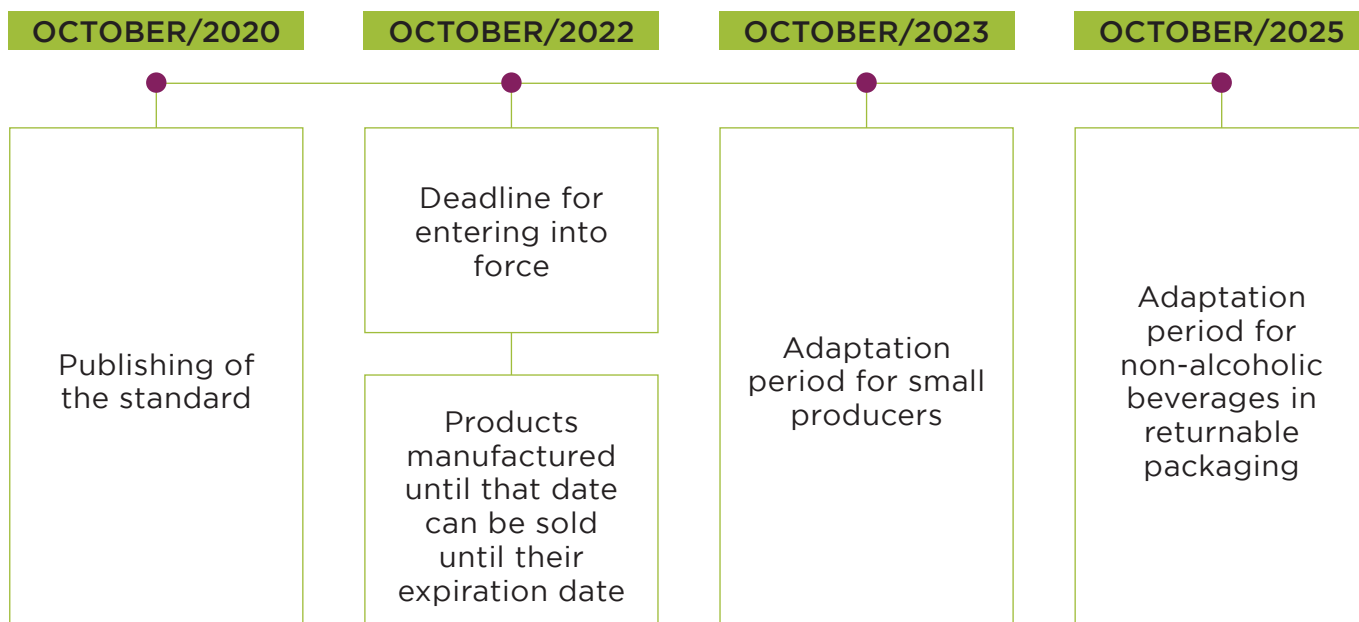 OCTOBER/2020
Publishing of
the standard
OCTOBER/2022
Deadline for
entering into
force
Products
manufactured
until that date
can be sold
until their
expiration date
OCTOBER/2023
Adaptation
period for small
producers
OCTOBER/2025
Adaptation
period for
non-alcoholic
beverages in
returnable
packaging